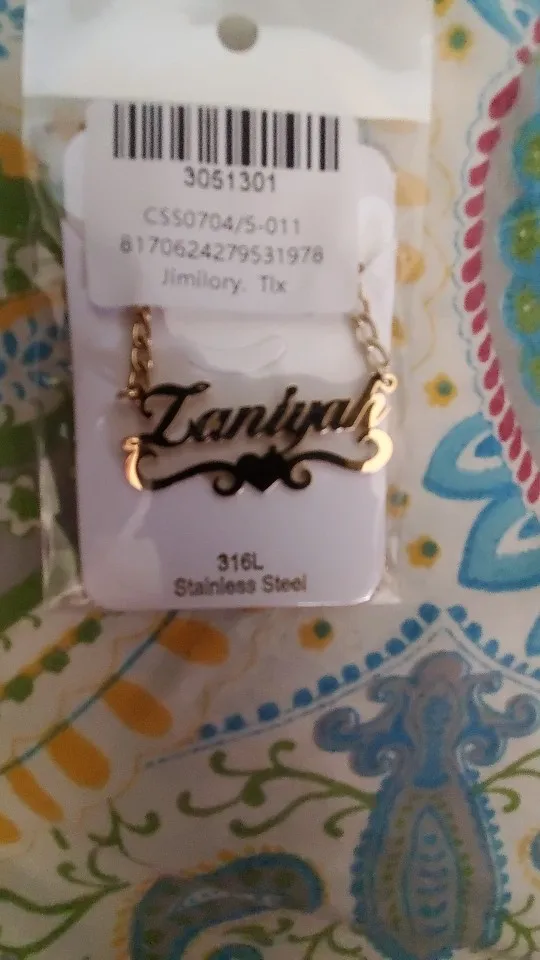 3051301
CSS0704/5-011
8170624279531978
Jimilory. Tlx
Zaniyah
316L
Stainless Steel